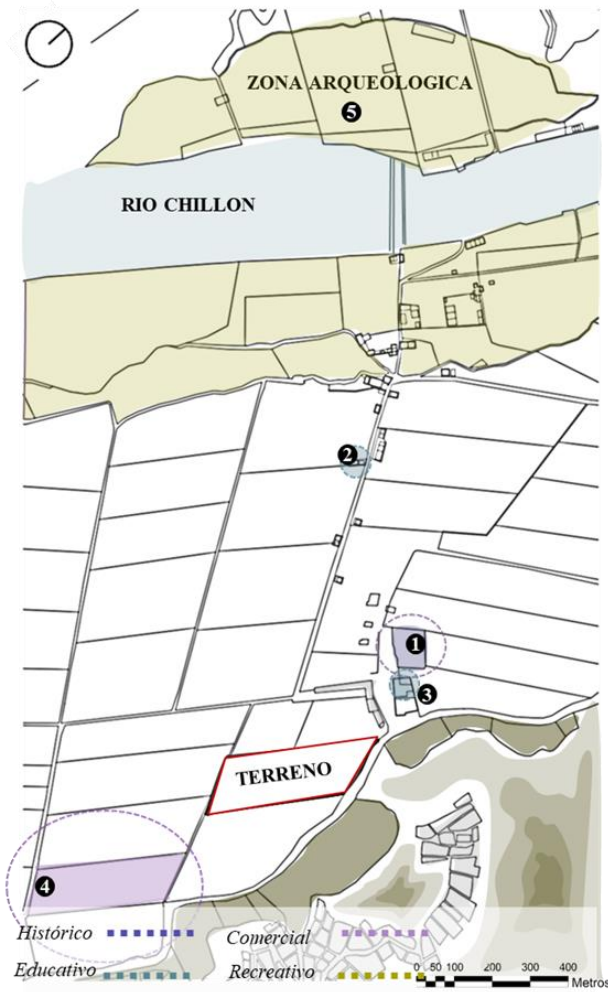 ZONA ARQUEOLOGICA
5
RIO CHILLON
2
1
3
TERRENO
4
Histórico
Comercial
Educativo
Recreativo
0 50 100 200 300 400
Metros